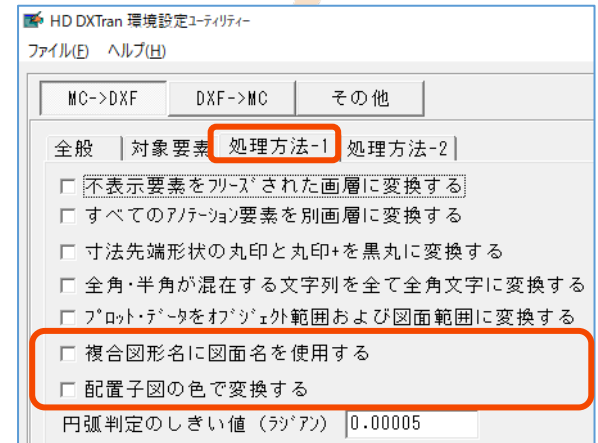 HD DXTran 環境設定ﾕｰﾃｨﾘﾃｨｰ
ファイル(F) ヘルプ(H)
MC->DXF DXF->MC その他
全般 対象要素 処理方法-1 処理方法-2
不表示要素をﾌﾘｰｽﾞされた画層に変換する
すべてのｱﾉﾃｰｼｮﾝ要素を別画層に変換する
寸法先端形状の丸印と丸印+を黒丸に変換する
全角･半角が混在する文字列を全て全角文字に変換する
ﾌﾟﾛｯﾄ･ﾃﾞｰﾀをｵﾌﾞｼﾞｪｸﾄ範囲および図面範囲に変換する
複合図形名に図面名を使用する
配置子図の色で変換する
円弧判定のしきい値 (ﾗｼﾞｱﾝ) 0.00005